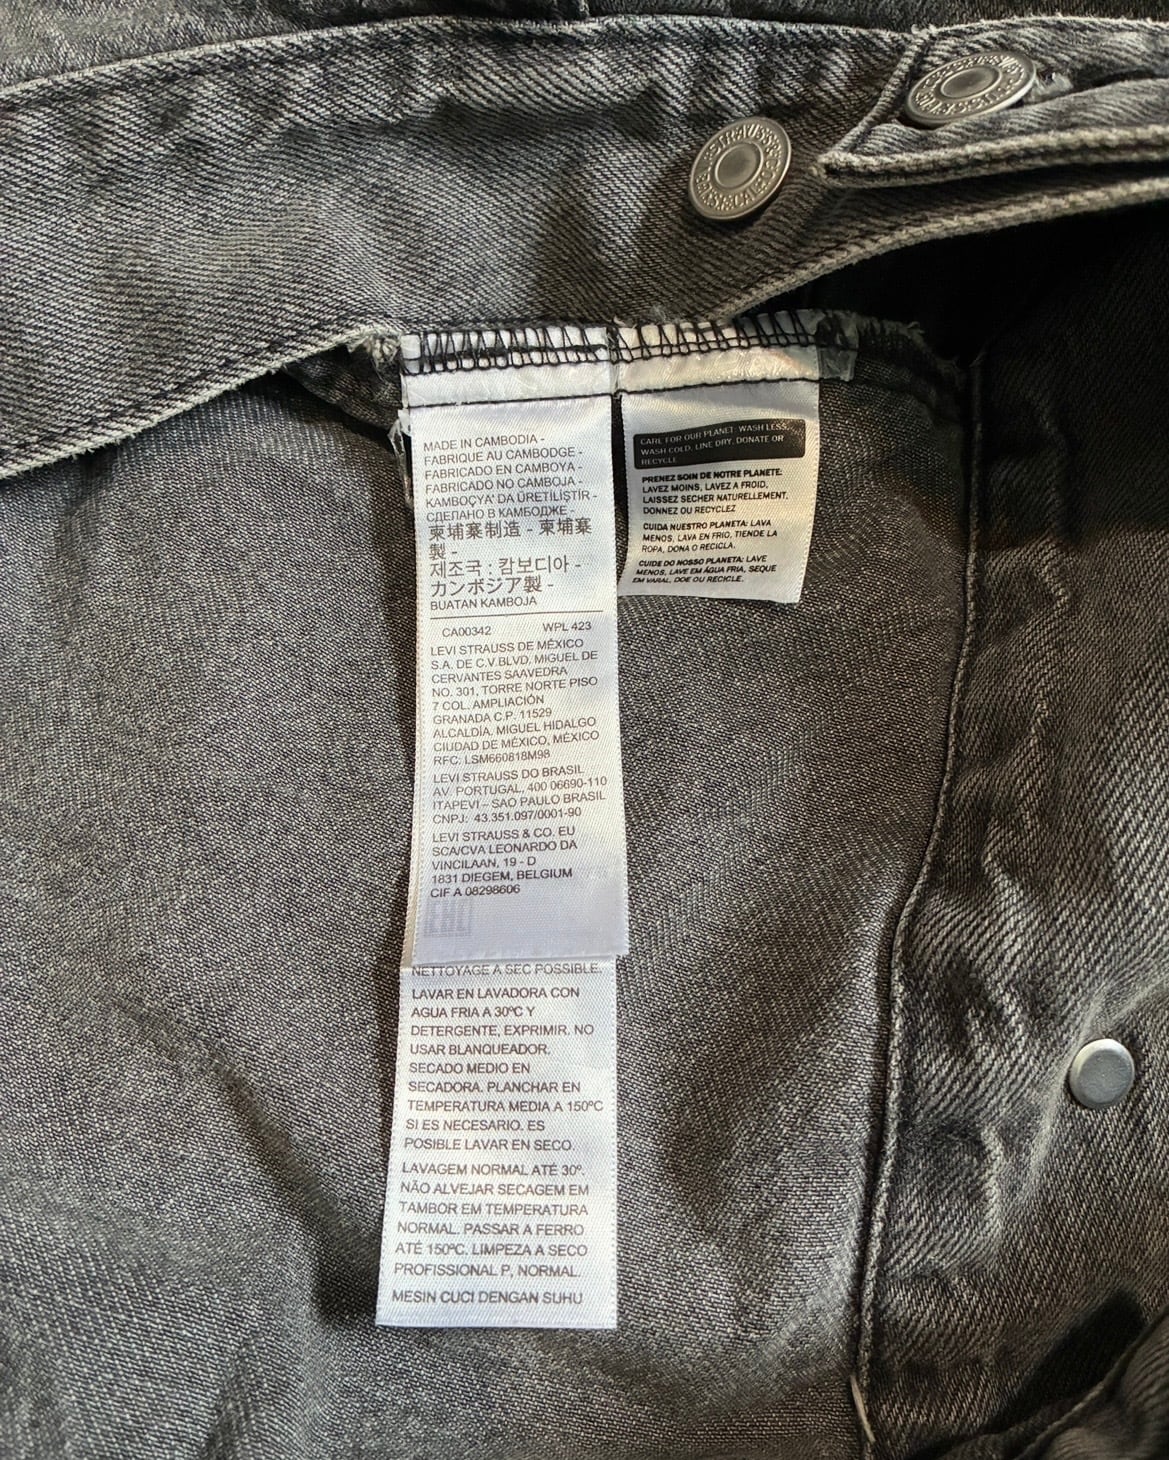 MADE IN CAMBODIA -
FABRIQUE AU CAMBODGE -
FABRICADO EN CAMBOYA -
FABRICADO NO CAMBOJA -
KAMBOÇYA' DA ÜRETİLİŞTİR -
СДЕЛАНО В КАМБОДЖЕ -
柬埔寨制造 - 柬埔寨
製 -
제조국 : 캄보디아 -
カンボジア製 -
BUATAN KAMBOJA
CA00342 WPL 423
LEVI STRAUSS DE MÉXICO
S.A. DE C.V.BLVD. MIGUEL DE
CERVANTES SAAVEDRA
NO. 301, TORRE NORTE PISO
7 COL. AMPLIACIÓN
GRANADA C.P. 11529
ALCALDÍA. MIGUEL HIDALGO
CIUDAD DE MÉXICO, MÉXICO
RFC: LSM660818M98
LEVI STRAUSS DO BRASIL
AV. PORTUGAL, 400 06690-110
ITAPEVI – SAO PAULO BRASIL
CNPJ: 43.351.097/0001-90
LEVI STRAUSS & CO. EU
SCA/CVA LEONARDO DA
VINCILAAN, 19 - D
1831 DIEGEM, BELGIUM
CIF A 08298606
EAC
NETTOYAGE A SEC POSSIBLE.
LAVAR EN LAVADORA CON
AGUA FRIA A 30ºC Y
DETERGENTE, EXPRIMIR. NO
USAR BLANQUEADOR.
SECADO MEDIO EN
SECADORA. PLANCHAR EN
TEMPERATURA MEDIA A 150ºC
SI ES NECESARIO. ES
POSIBLE LAVAR EN SECO.
LAVAGEM NORMAL ATÉ 30º.
NÃO ALVEJAR SECAGEM EM
TAMBOR EM TEMPERATURA
NORMAL. PASSAR A FERRO
ATÉ 150ºC. LIMPEZA A SECO
PROFISSIONAL P, NORMAL.
MESIN CUCI DENGAN SUHU
CARE FOR OUR PLANET: WASH LESS,
WASH COLD, LINE DRY, DONATE OR
RECYCLE
PRENEZ SOIN DE NOTRE PLANETE:
LAVEZ MOINS, LAVEZ A FROID,
LAISSEZ SECHER NATURELLEMENT,
DONNEZ OU RECYCLEZ
CUIDA NUESTRO PLANETA: LAVA
MENOS, LAVA EN FRIO, TIENDE LA
ROPA, DONA O RECICLA.
CUIDE DO NOSSO PLANETA: LAVE
MENOS, LAVE EM ÁGUA FRIA, SEQUE
EM VARAL, DOE OU RECICLE.